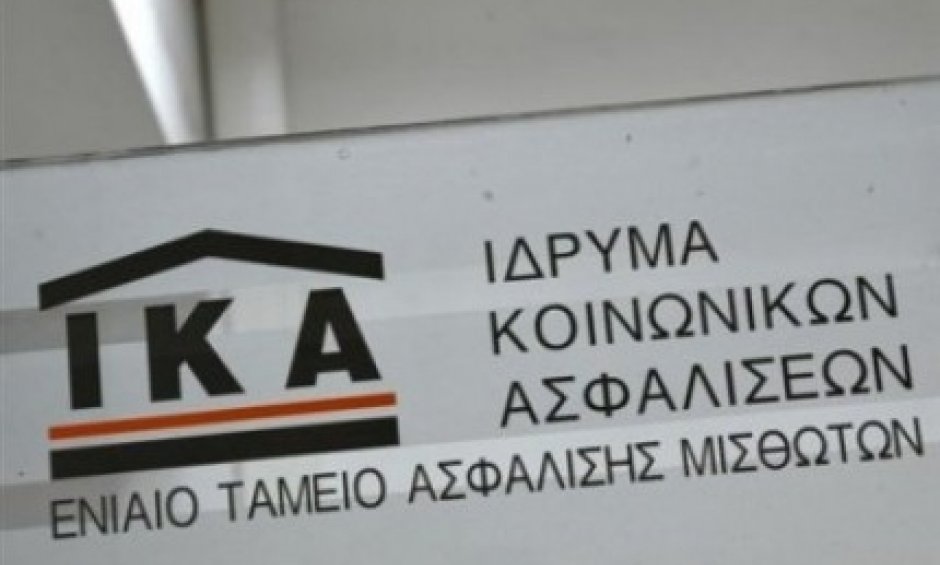 ΙΚΑ
ΙΔΡΥΜΑ
ΚΟΙΝΩΝΙΚΩΝ
ΑΣΦΑΛΙΣΕΩΝ
ΕΝΙΑΙΟ ΤΑΜΕΙΟ ΑΣΦΑΛΙΣΗΣ ΜΙΣΘΩΤΩΝ